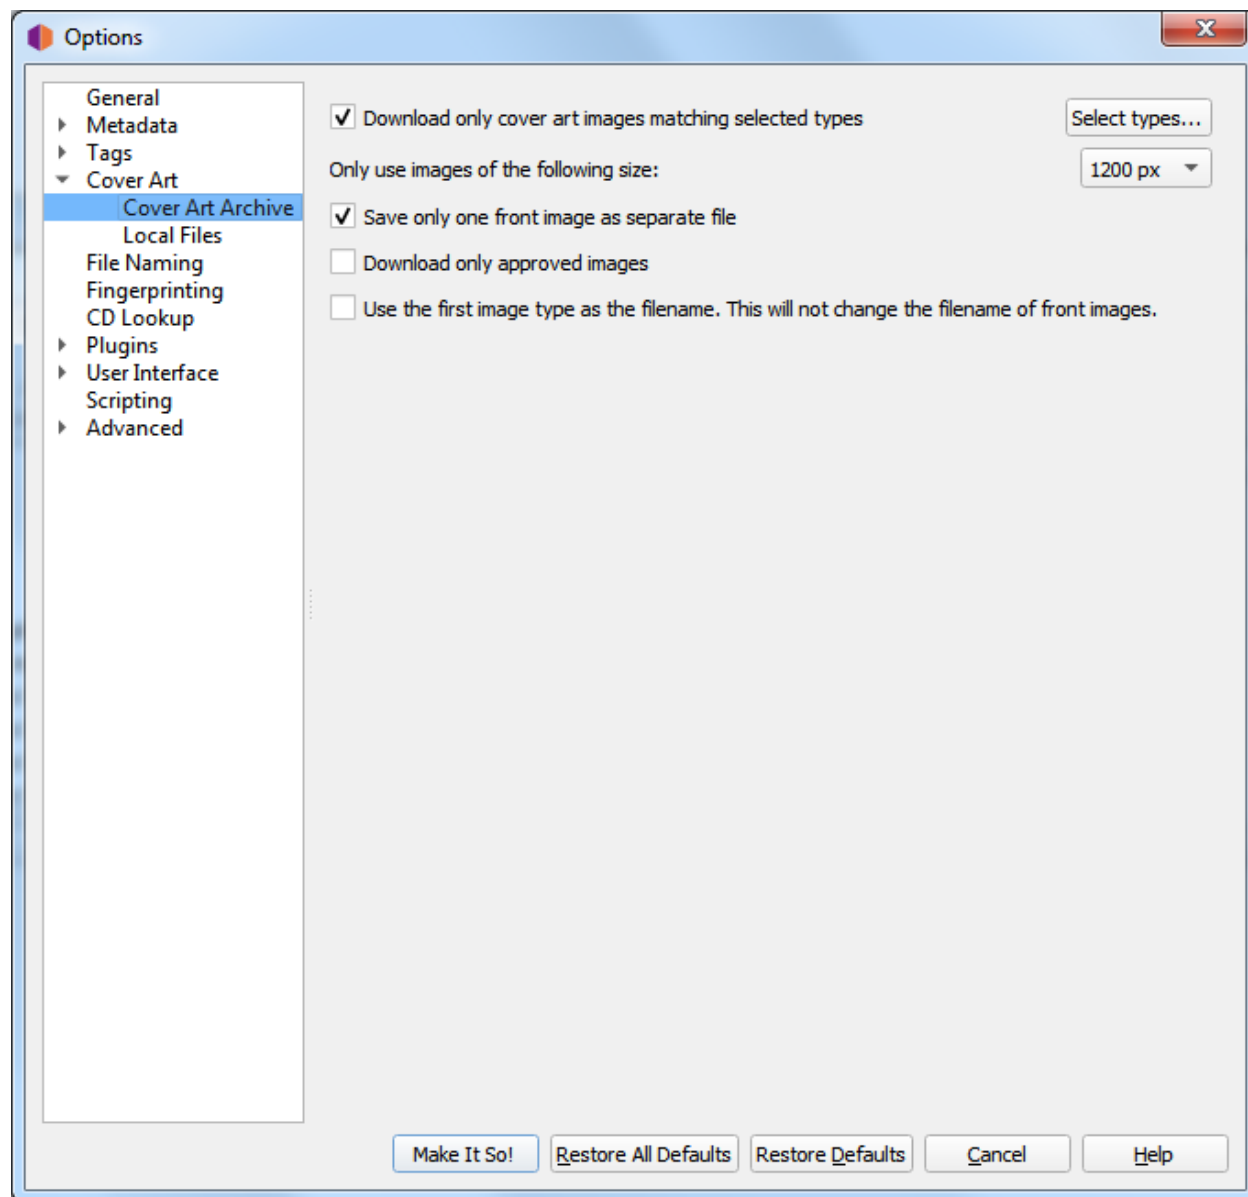 Options
General
Metadata
Tags
Cover Art
Cover Art Archive
Local Files
File Naming
Fingerprinting
CD Lookup
Plugins
User Interface
Scripting
Advanced
Download only cover art images matching selected types
Select types...
Only use images of the following size:
1200 px
Save only one front image as separate file
Download only approved images
Use the first image type as the filename. This will not change the filename of front images.
Make It So!
Restore All Defaults
Restore Defaults
Cancel
Help